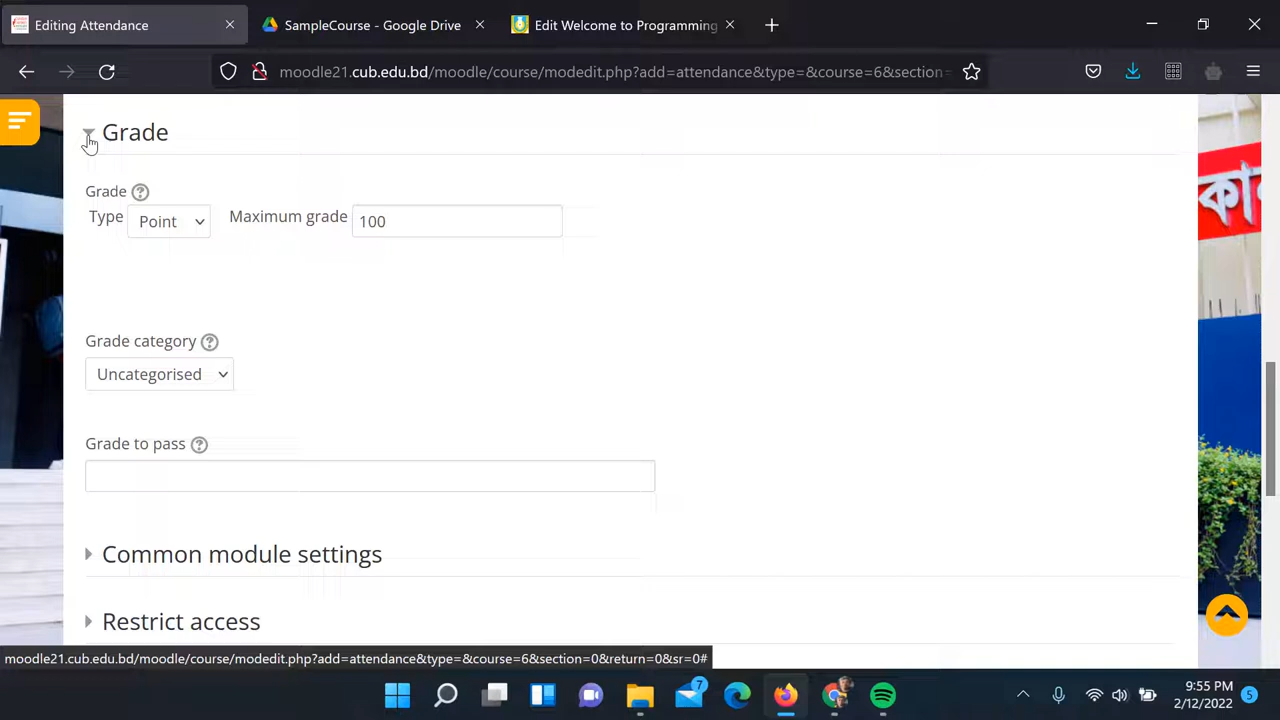 Editing Attendance
SampleCourse - Google Drive
Edit Welcome to Programming
moodle21.cub.edu.bd/moodle/course/modedit.php?add=attendance&type=&course=6&section=
Grade
Grade
Type
Point
Maximum grade
100
Grade category
Uncategorised
Grade to pass
Common module settings
Restrict access
moodle21.cub.edu.bd/moodle/course/modedit.php?add=attendance&type=&course=6&section=0&return=0&sr=0#
7
9:55 PM
2/12/2022
5